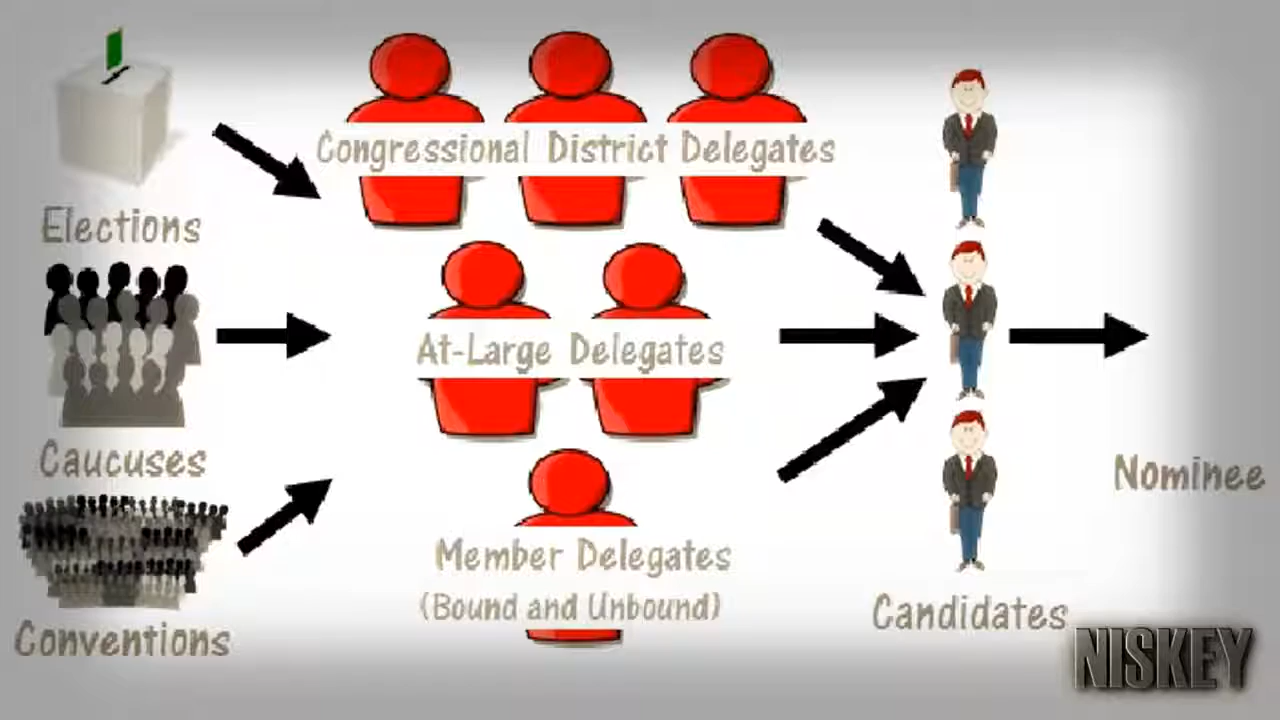 Elections
Caucuses
Conventions
Congressional District Delegates
At-Large Delegates
Member Delegates
(Bound and Unbound)
Candidates
Nominee
NISKEY